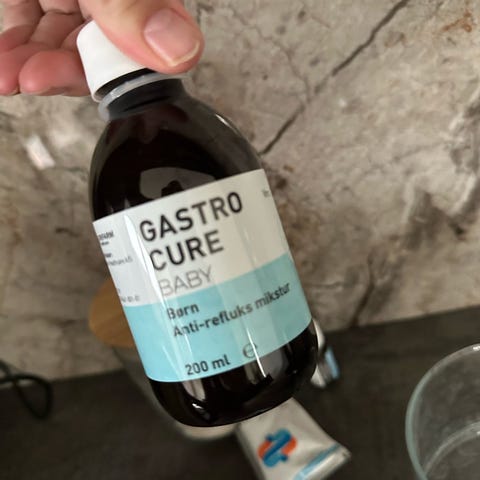 GASTRO
CURE
BABY
Børn
Anti-refluks mikstur
200 ml ℮